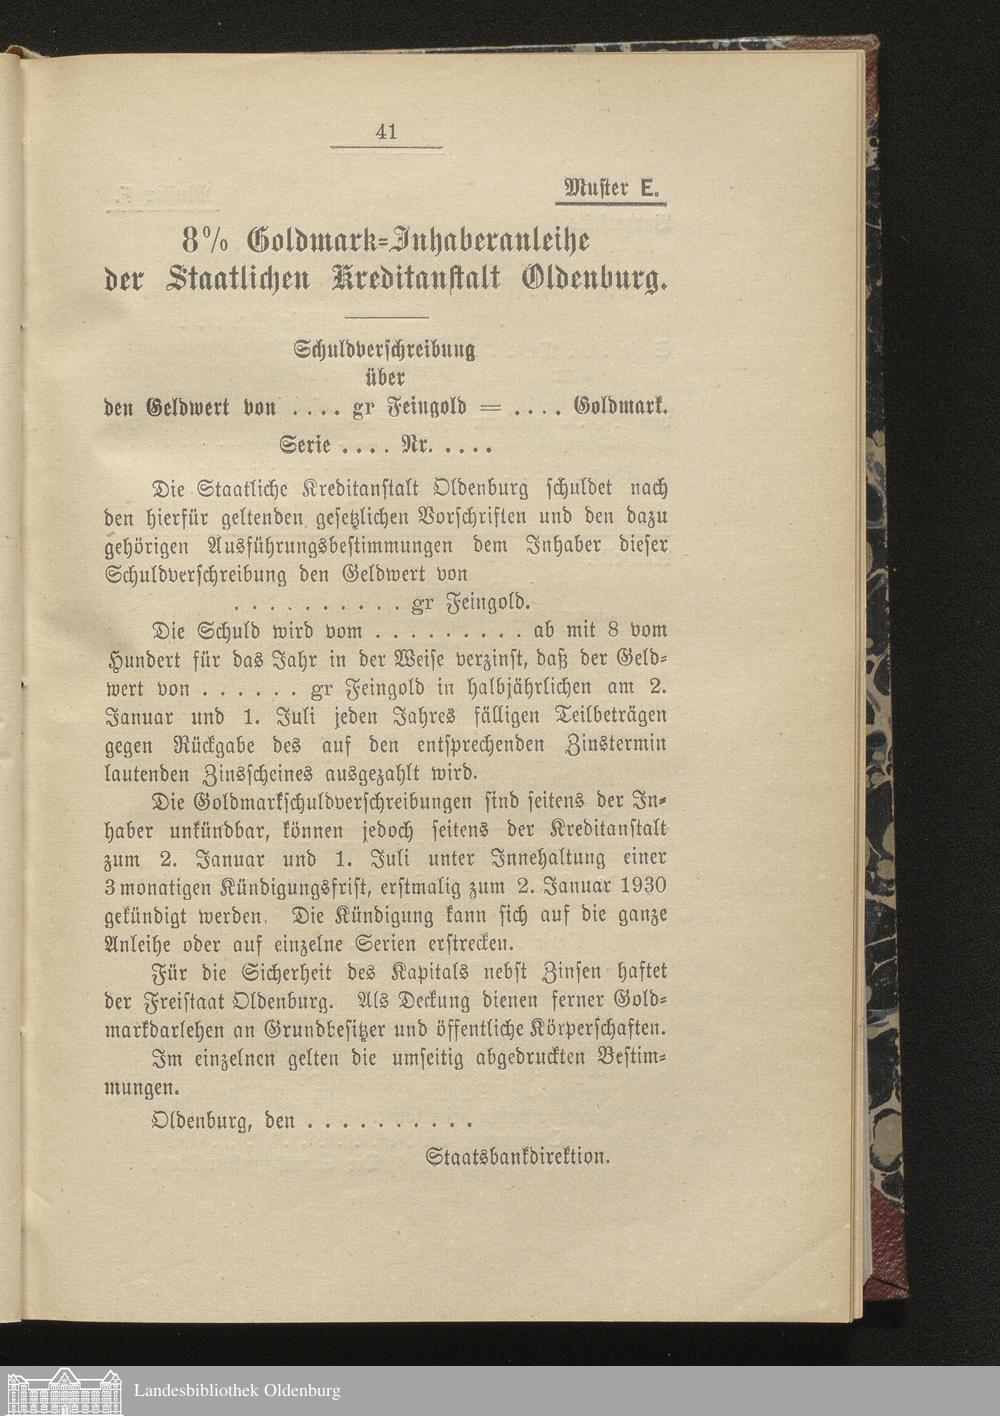 41
Muster E.
8% Goldmark-Inhaberanleihe
der Staatlichen Kreditanstalt Oldenburg.
Schuldverschreibung
über
den Geldwert von . . . . gr Feingold = . . . . Goldmark.
Serie . . . . Nr. . . . .
Die Staatliche Kreditanstalt Oldenburg schuldet nach
den hierfür geltenden gesetzlichen Vorschriften und den dazu
gehörigen Ausführungsbestimmungen dem Inhaber dieser
Schuldverschreibung den Geldwert von
. . . . . . . . . . gr Feingold.
Die Schuld wird vom . . . . . . . . . ab mit 8 vom
Hundert für das Jahr in der Weise verzinst, daß der Geld-
wert von . . . . . . gr Feingold in halbjährlichen am 2.
Januar und 1. Juli jeden Jahres fälligen Teilbeträgen
gegen Rückgabe des auf den entsprechenden Zinstermin
lautenden Zinsscheines ausgezahlt wird.
Die Goldmarkschuldverschreibungen sind seitens der In-
haber unkündbar, können jedoch seitens der Kreditanstalt
zum 2. Januar und 1. Juli unter Innehaltung einer
3 monatigen Kündigungsfrist, erstmalig zum 2. Januar 1930
gekündigt werden. Die Kündigung kann sich auf die ganze
Anleihe oder auf einzelne Serien erstrecken.
Für die Sicherheit des Kapitals nebst Zinsen haftet
der Freistaat Oldenburg. Als Deckung dienen ferner Gold-
markdarlehen an Grundbesitzer und öffentliche Körperschaften.
Im einzelnen gelten die umseitig abgedruckten Bestim-
mungen.
Oldenburg, den . . . . . . . . . .
Staatsbankdirektion.
Landesbibliothek Oldenburg